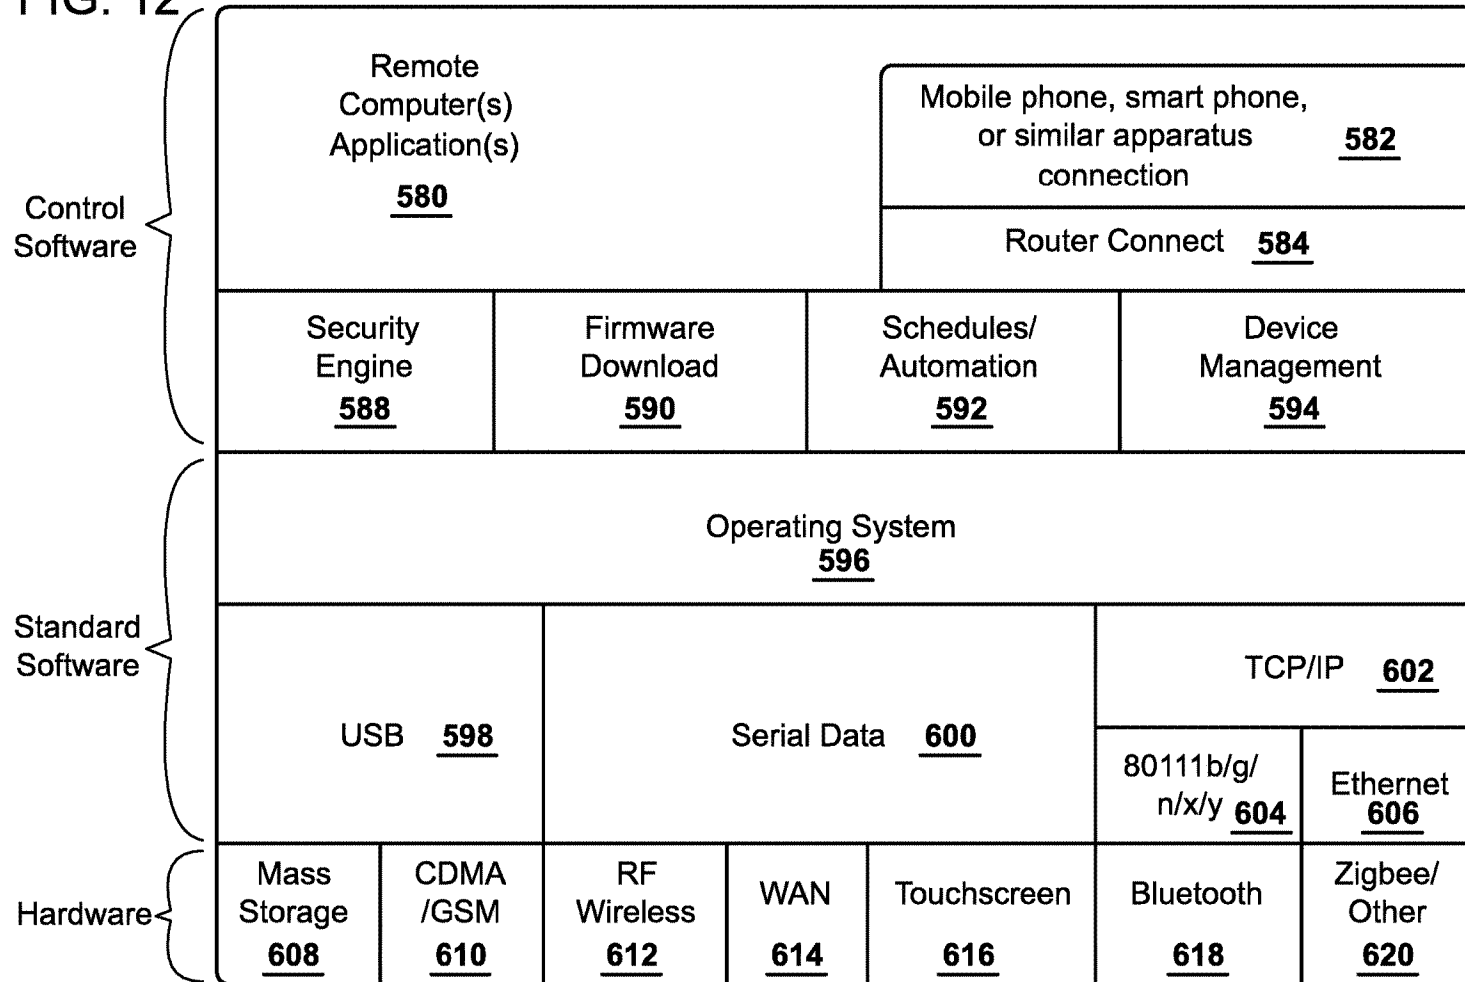 FIG. 12
Remote
Computer(s)
Application(s)
580
Mobile phone, smart phone,
or similar apparatus
connection
582
Router Connect 584
Control
Software
Security
Engine
588
Firmware
Download
590
Schedules/
Automation
592
Device
Management
594
Operating System
596
Standard
Software
USB 598
Serial Data 600
TCP/IP 602
80111b/g/
n/x/y 604
Ethernet
606
Hardware
Mass
Storage
608
CDMA
/GSM
610
RF
Wireless
612
WAN
614
Touchscreen
616
Bluetooth
618
Zigbee/
Other
620